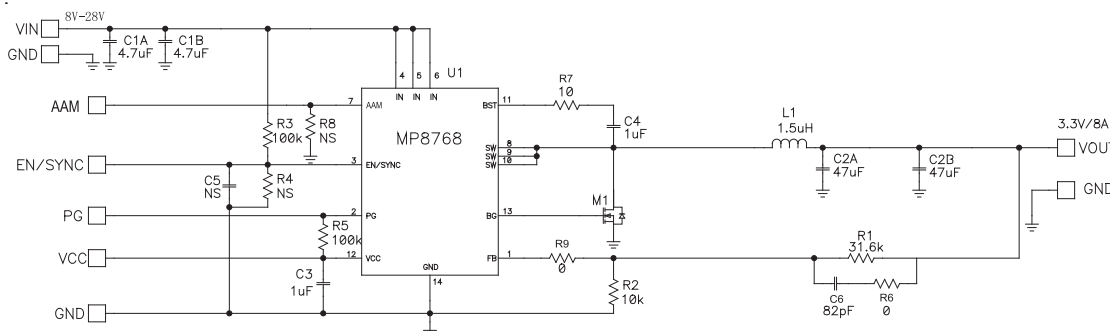 VIN 8V-28V
GND
C1A
4.7uF
C1B
4.7uF
U1
4 5 6
IN IN IN
AAM
7 AAM
R8
NS
R3
100k
EN/SYNC
3 EN/SYNC
C5
NS
R4
NS
PG
2 PG
R5
100k
VCC
12 VCC
C3
1uF
GND
MP8768
BST 11
R7
10
C4
1uF
SW 8
SW 9
SW 10
M1
BG 13
FB 1
R9
0
GND
14
R2
10k
L1
1.5uH
C2A
47uF
C2B
47uF
3.3V/8A
VOUT
GND
R1
31.6k
C6
82pF
R6
0